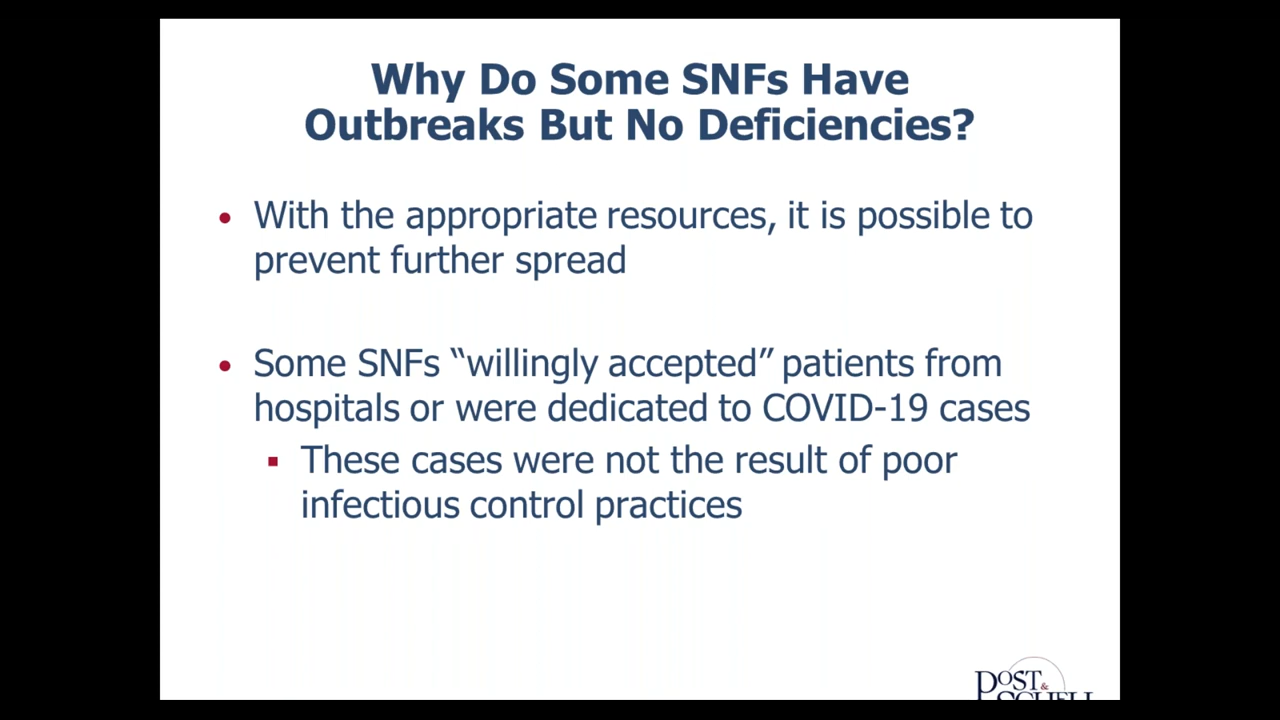 Why Do Some SNFs Have
Outbreaks But No Deficiencies?
• With the appropriate resources, it is possible to
prevent further spread
• Some SNFs “willingly accepted” patients from
hospitals or were dedicated to COVID-19 cases
▪ These cases were not the result of poor
infectious control practices
POST &
SCHELL